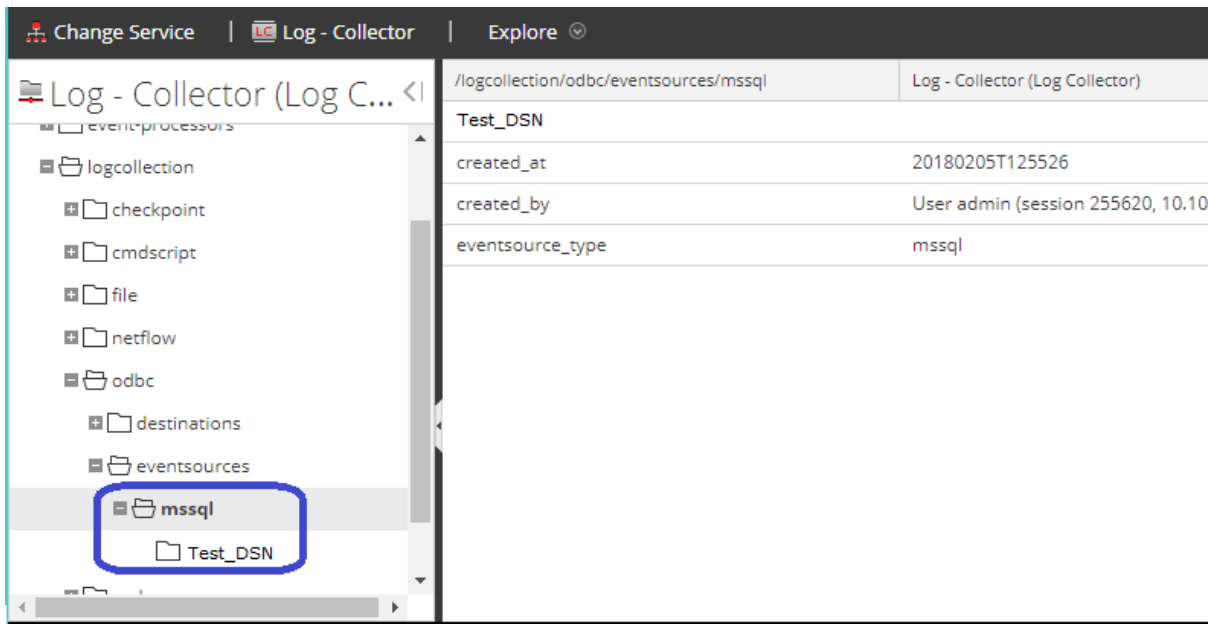 Change Service | LC Log - Collector | Explore
Log - Collector (Log C...
event-processors
logcollection
checkpoint
cmdscript
file
netflow
odbc
destinations
eventsources
mssql
Test_DSN
/logcollection/odbc/eventsources/mssql Log - Collector (Log Collector)
Test_DSN
created_at 20180205T125526
created_by User admin (session 255620, 10.10
eventsource_type mssql